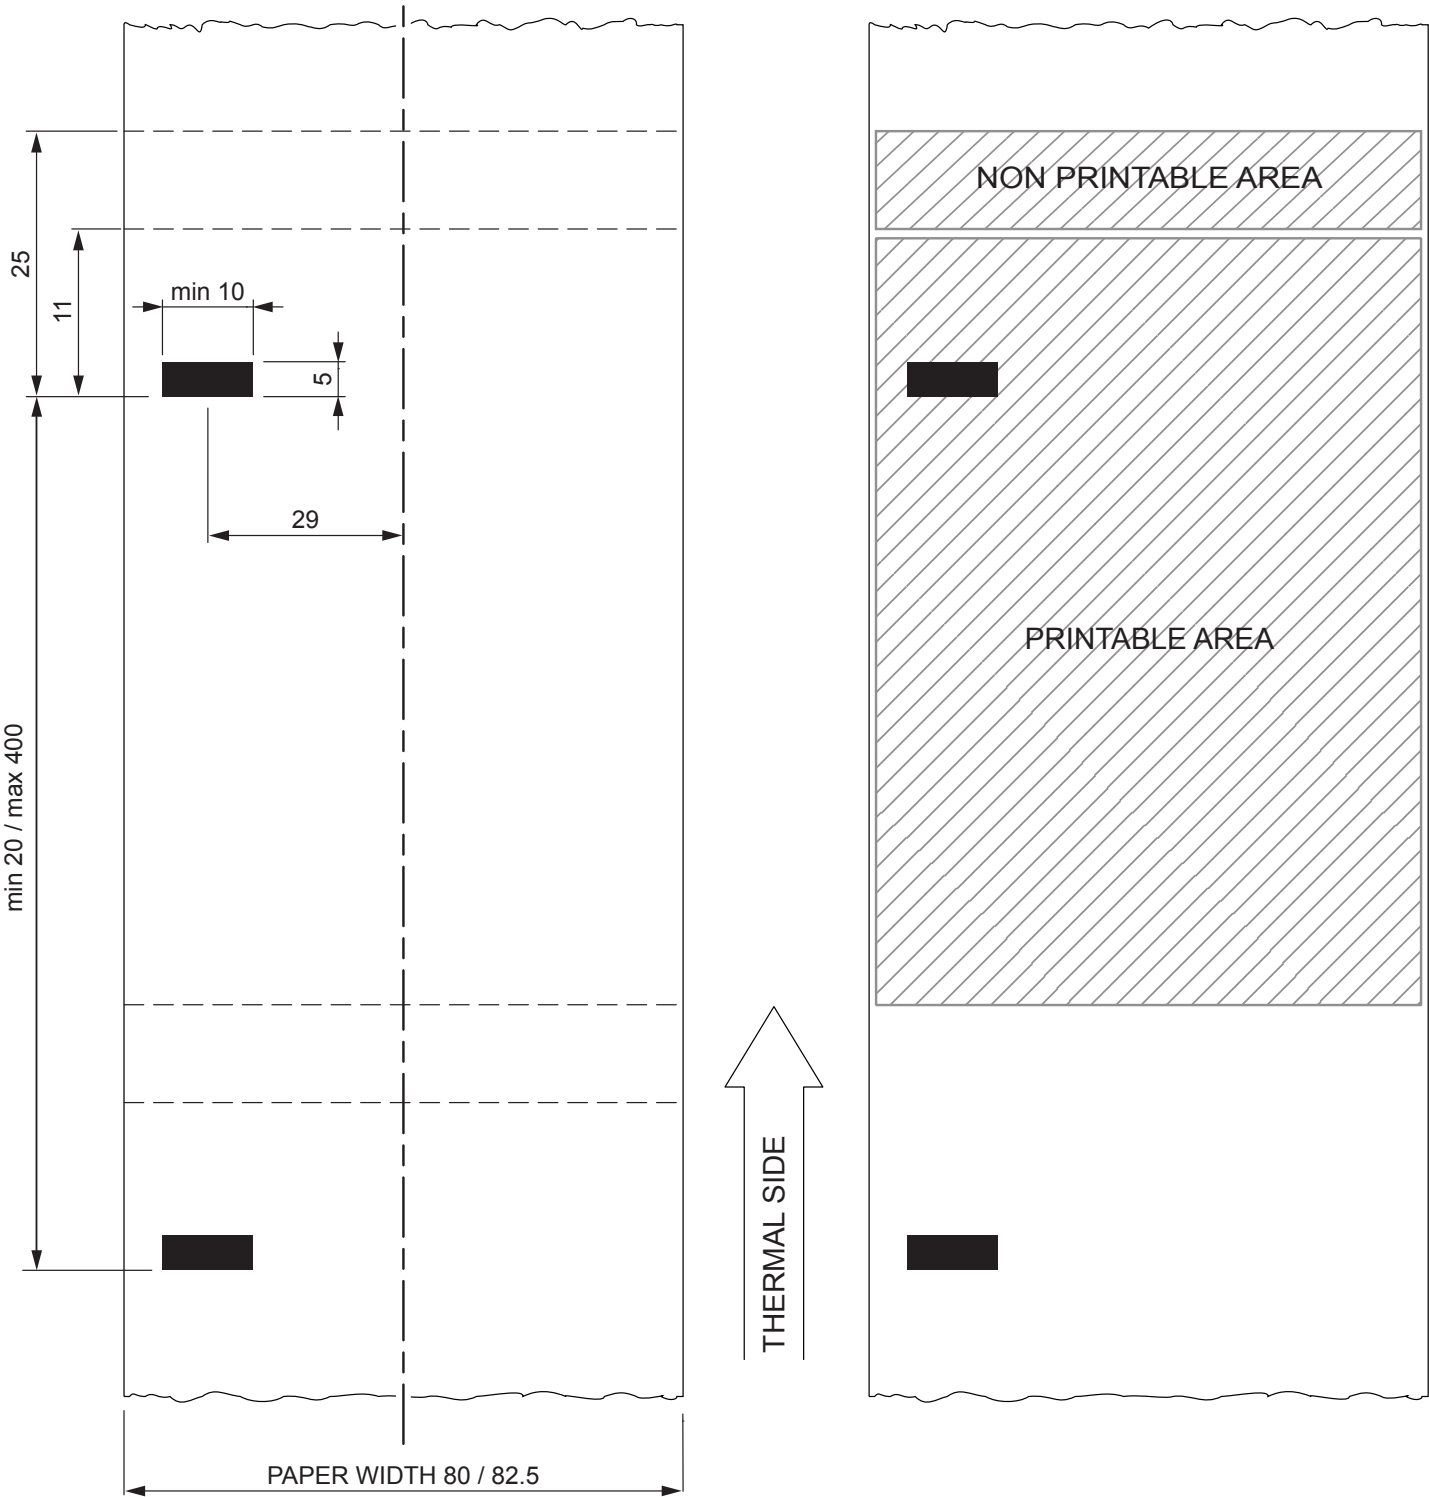 NON PRINTABLE AREA
25
11
min 10
5
29
PRINTABLE AREA
min 20 / max 400
THERMAL SIDE
PAPER WIDTH 80 / 82.5